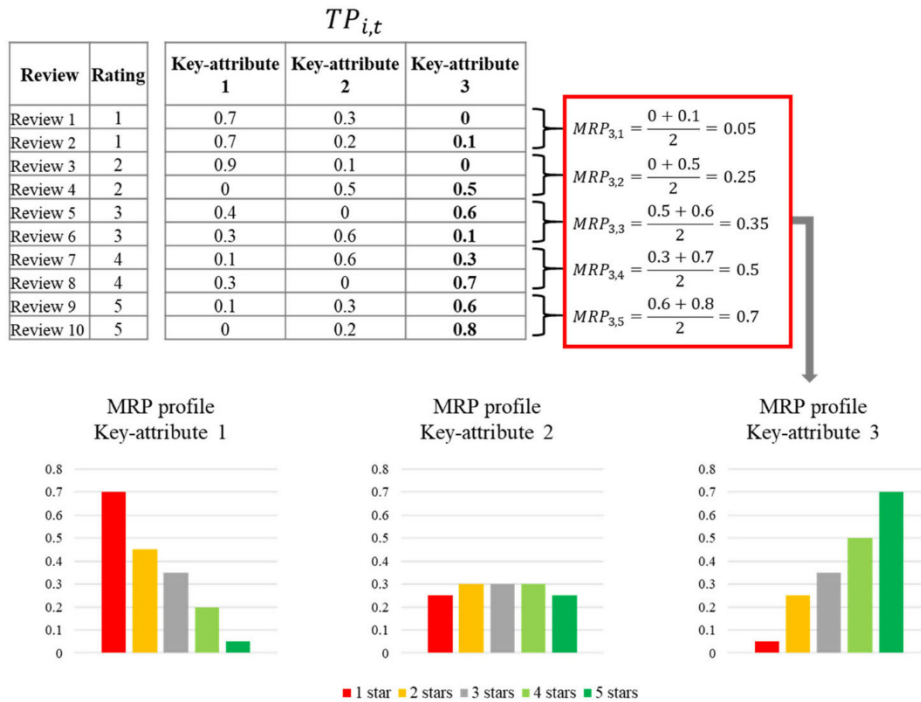 TP_{i,t}
Review Rating Key-attribute 1 Key-attribute 2 Key-attribute 3
Review 1 1 0.7 0.3 0
Review 2 1 0.7 0.2 0.1
Review 3 2 0.9 0.1 0
Review 4 2 0 0.5 0.5
Review 5 3 0.4 0 0.6
Review 6 3 0.3 0.6 0.1
Review 7 4 0.1 0.6 0.3
Review 8 4 0.3 0 0.7
Review 9 5 0.1 0.3 0.6
Review 10 5 0 0.2 0.8
MRP_{3,1} = (0 + 0.1)/2 = 0.05
MRP_{3,2} = (0 + 0.5)/2 = 0.25
MRP_{3,3} = (0.5 + 0.6)/2 = 0.35
MRP_{3,4} = (0.3 + 0.7)/2 = 0.5
MRP_{3,5} = (0.6 + 0.8)/2 = 0.7
MRP profile
Key-attribute 1
0.8
0.7
0.6
0.5
0.4
0.3
0.2
0.1
0
MRP profile
Key-attribute 2
0.8
0.7
0.6
0.5
0.4
0.3
0.2
0.1
0
MRP profile
Key-attribute 3
0.8
0.7
0.6
0.5
0.4
0.3
0.2
0.1
0
1 star 2 stars 3 stars 4 stars 5 stars